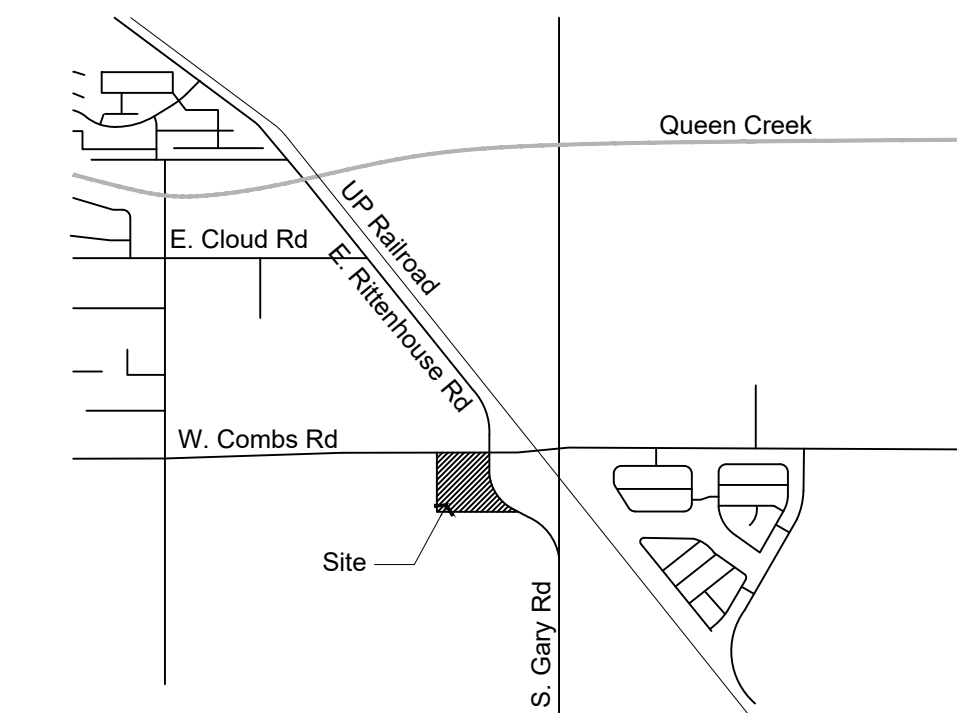 Queen Creek
UP Railroad
E. Cloud Rd
E. Rittenhouse Rd
W. Combs Rd
Site
S. Gary Rd